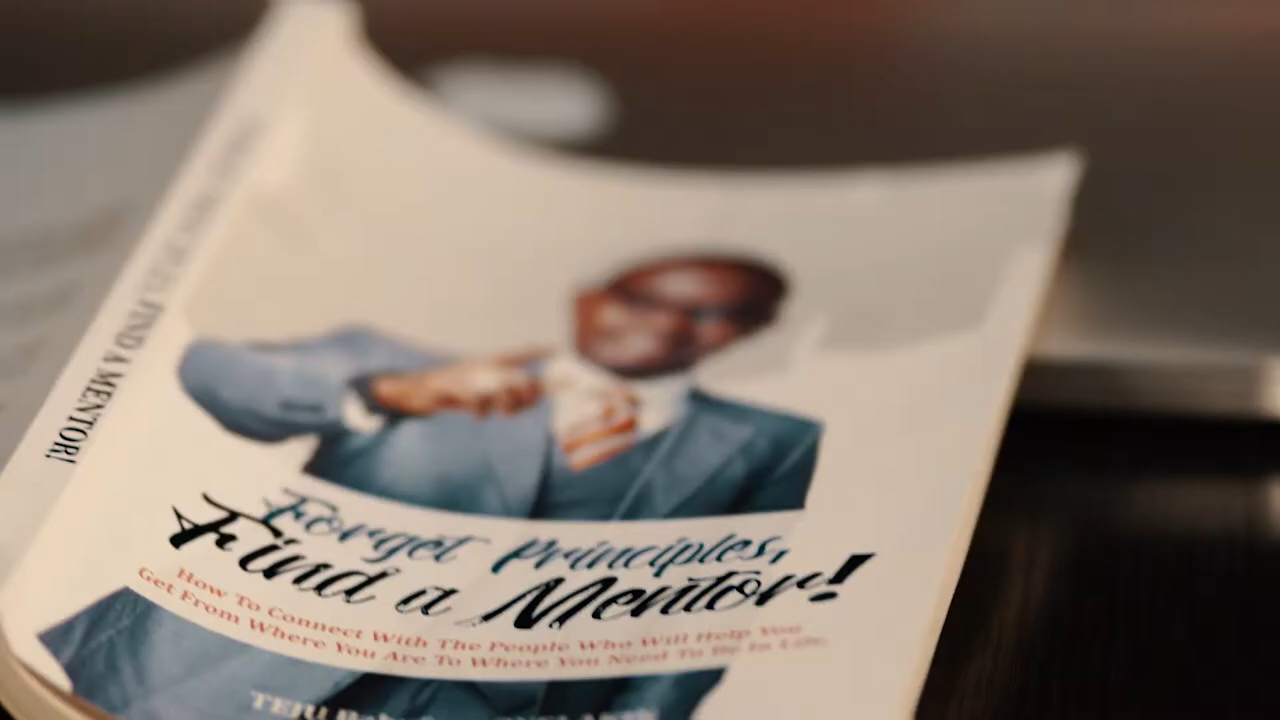 FIND A MENTOR!
Forget Principles,
Find a Mentor!
How To Connect With The People Who Will Help You
Get From Where You Are To Where You Need To Be In Life.
TEJU